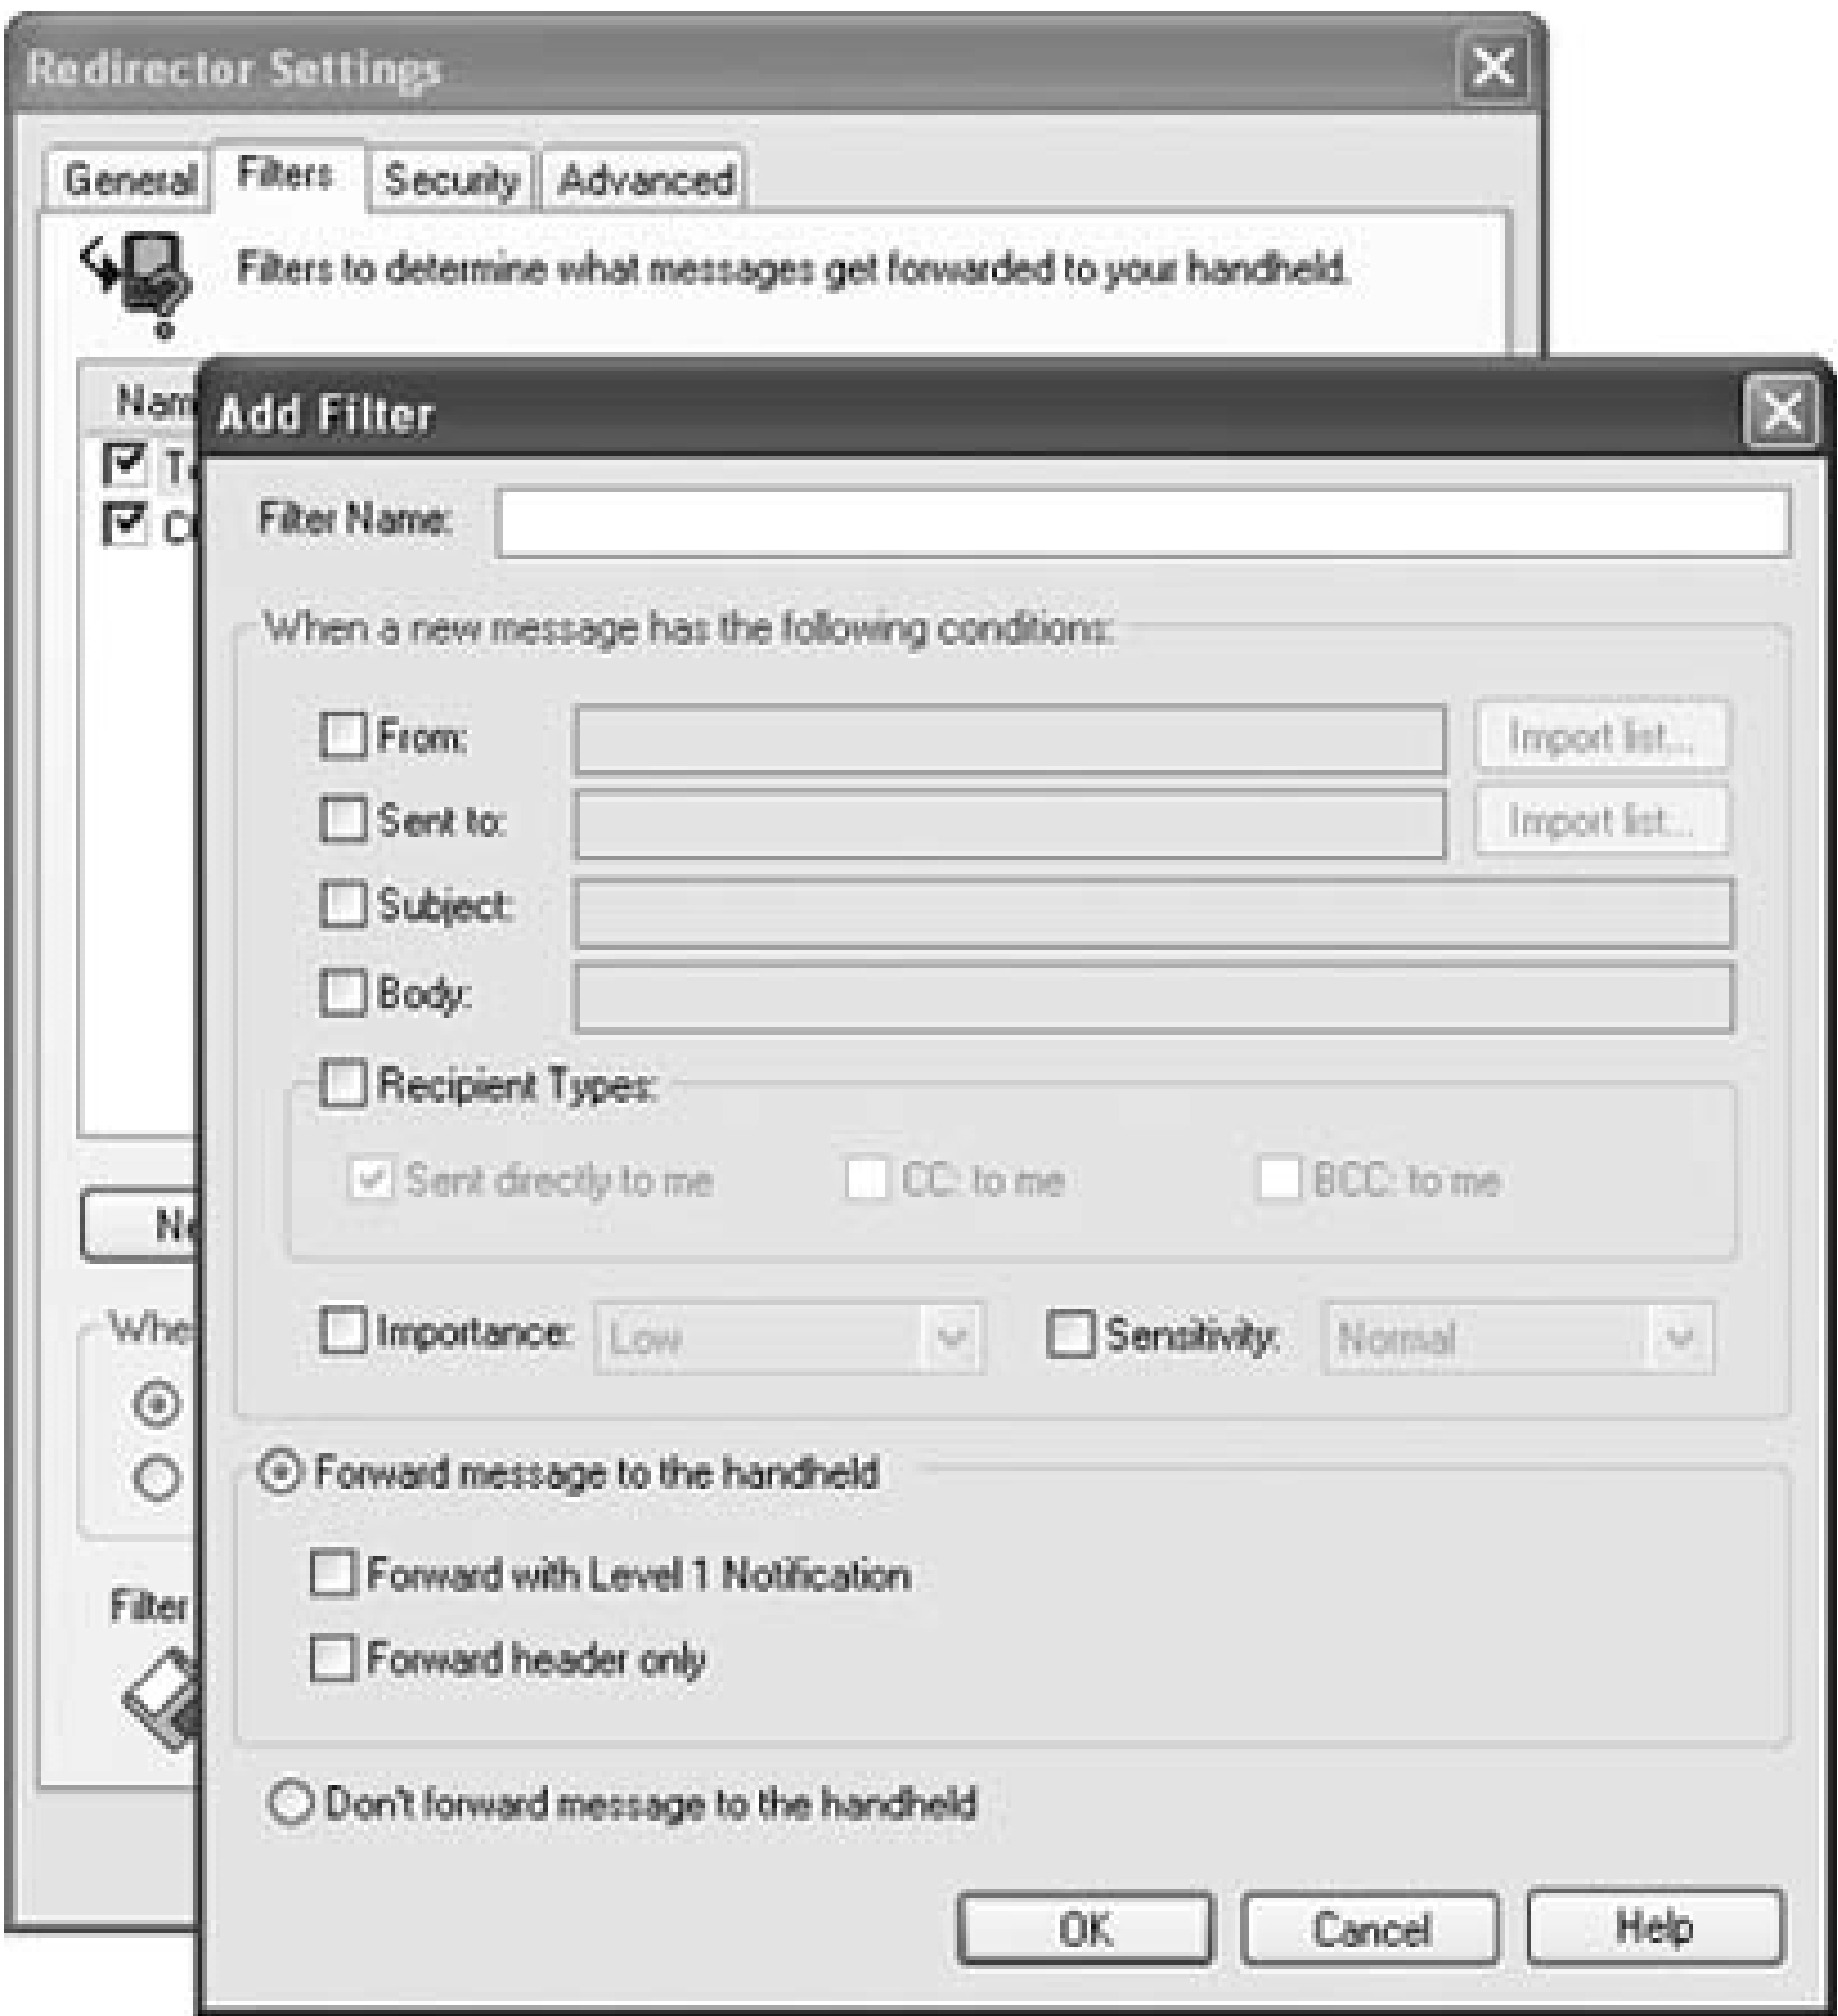 Redirector Settings
General Filters Security Advanced
Filters to determine what messages get forwarded to your handheld.
Add Filter
Filter Name:
When a new message has the following conditions:
From: Import list...
Sent to: Import list...
Subject:
Body:
Recipient Types:
Sent directly to me CC: to me BCC: to me
Importance: Low Sensitivity: Normal
Forward message to the handheld
Forward with Level 1 Notification
Forward header only
Filter
Don't forward message to the handheld
OK Cancel Help